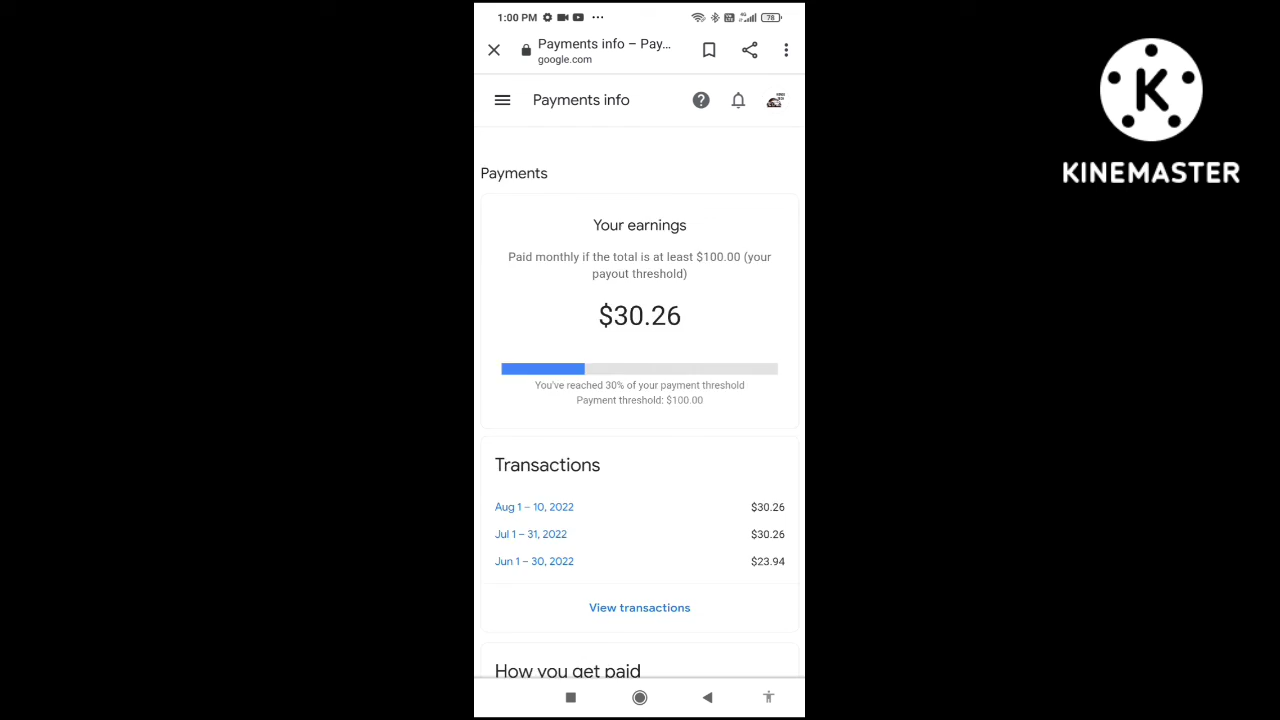 1:00 PM
78
Payments info – Pay...
google.com
K
KINEMASTER
Payments info
Payments
Your earnings
Paid monthly if the total is at least $100.00 (your
payout threshold)
$30.26
You've reached 30% of your payment threshold
Payment threshold: $100.00
Transactions
Aug 1 – 10, 2022 $30.26
Jul 1 – 31, 2022 $30.26
Jun 1 – 30, 2022 $23.94
View transactions
How you get paid